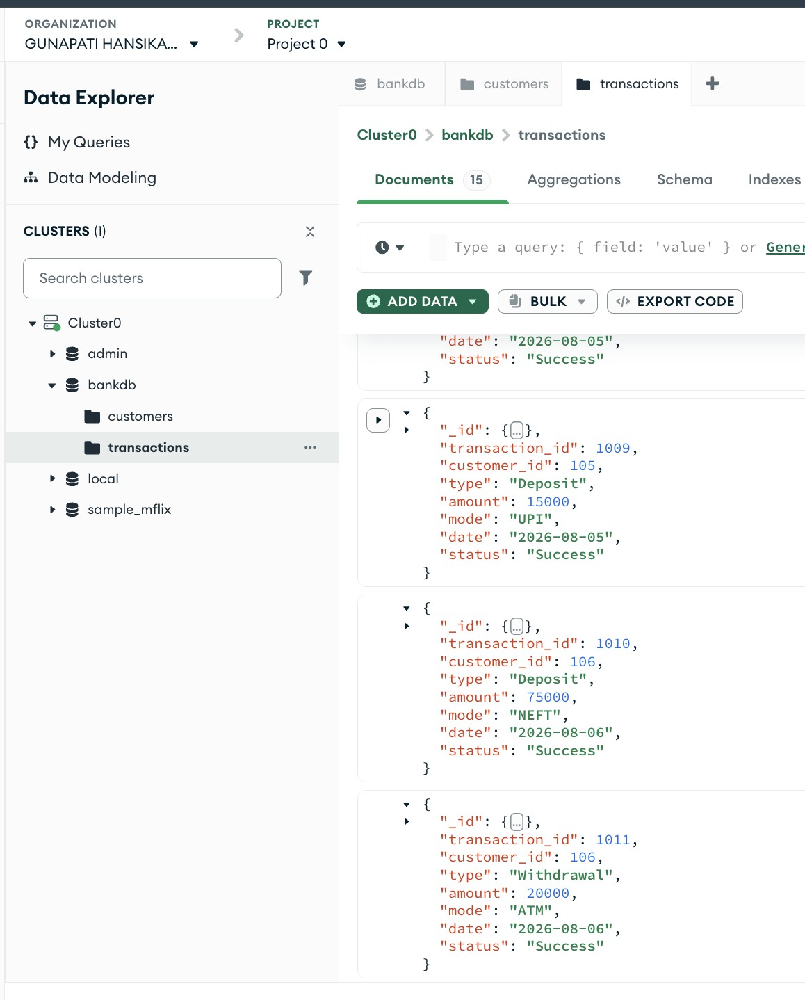 ORGANIZATION
GUNAPATI HANSIKA...
PROJECT
Project 0
Data Explorer
My Queries
Data Modeling
CLUSTERS (1)
Search clusters
Cluster0
admin
bankdb
customers
transactions
local
sample_mflix
bankdb
customers
transactions
Cluster0 > bankdb > transactions
Documents 15
Aggregations
Schema
Indexes
Type a query: { field: 'value' } or Gener
ADD DATA
BULK
</> EXPORT CODE
"date": "2026-08-05",
"status": "Success"
}
{
"_id": {...},
"transaction_id": 1009,
"customer_id": 105,
"type": "Deposit",
"amount": 15000,
"mode": "UPI",
"date": "2026-08-05",
"status": "Success"
}
{
"_id": {...},
"transaction_id": 1010,
"customer_id": 106,
"type": "Deposit",
"amount": 75000,
"mode": "NEFT",
"date": "2026-08-06",
"status": "Success"
}
{
"_id": {...},
"transaction_id": 1011,
"customer_id": 106,
"type": "Withdrawal",
"amount": 20000,
"mode": "ATM",
"date": "2026-08-06",
"status": "Success"
}